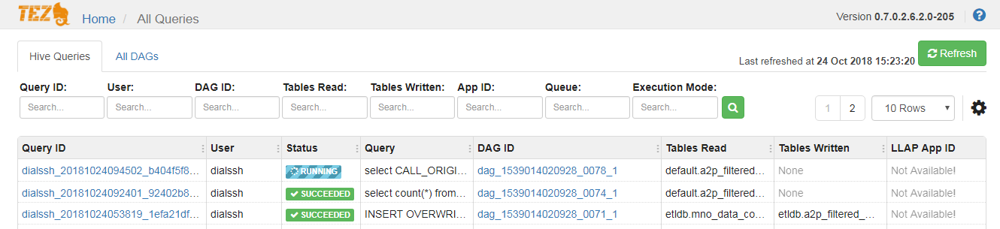 TEZ Home / All Queries Version 0.7.0.2.6.2.0-205 ?
Hive Queries All DAGs Last refreshed at 24 Oct 2018 15:23:20 Refresh
Query ID: User: DAG ID: Tables Read: Tables Written: App ID: Queue: Execution Mode:
Search... Search... Search... Search... Search... Search... Search... Search... 1 2 10 Rows
Query ID User Status Query DAG ID Tables Read Tables Written LLAP App ID
dialssh_20181024094502_b404f5f8... dialssh RUNNING select CALL_ORIGI... dag_1539014020928_0078_1 default.a2p_filtered... None Not Available!
dialssh_20181024092401_92402b8... dialssh SUCCEEDED select count(*) from... dag_1539014020928_0074_1 default.a2p_filtered... None Not Available!
dialssh_20181024053819_1efa21df... dialssh SUCCEEDED INSERT OVERWRI... dag_1539014020928_0071_1 etldb.mno_data_co... etldb.a2p_filtered_... Not Available!